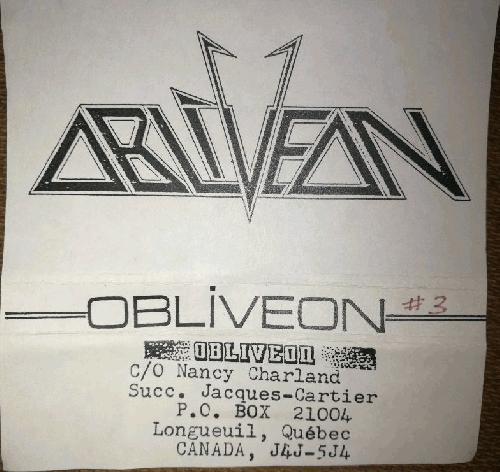 OBLIVEON
OBLiVEON #3
OBLIVEON
C/O Nancy Charland
Succ. Jacques-Cartier
P.O. BOX 21004
Longueuil, Québec
CANADA, J4J-5J4